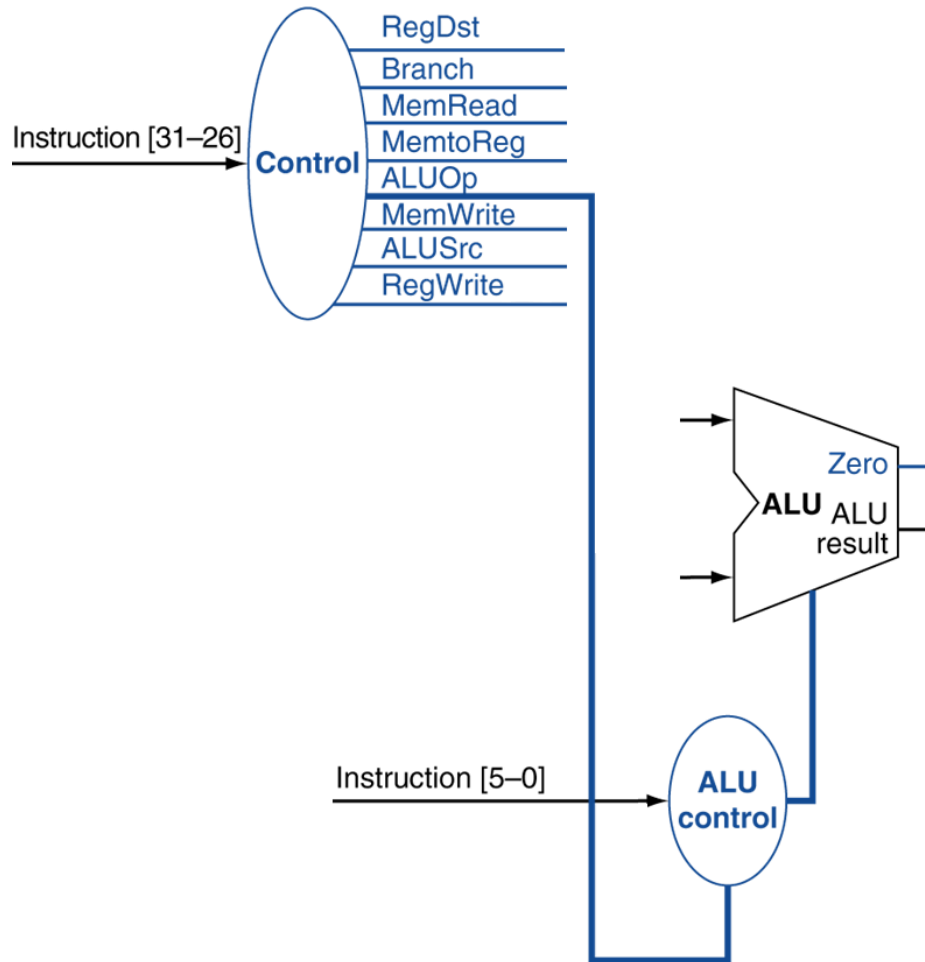 RegDst
Branch
MemRead
Instruction [31–26]
MemtoReg
Control
ALUOp
MemWrite
ALUSrc
RegWrite
Zero
ALU
ALU
result
Instruction [5–0]
ALU
control